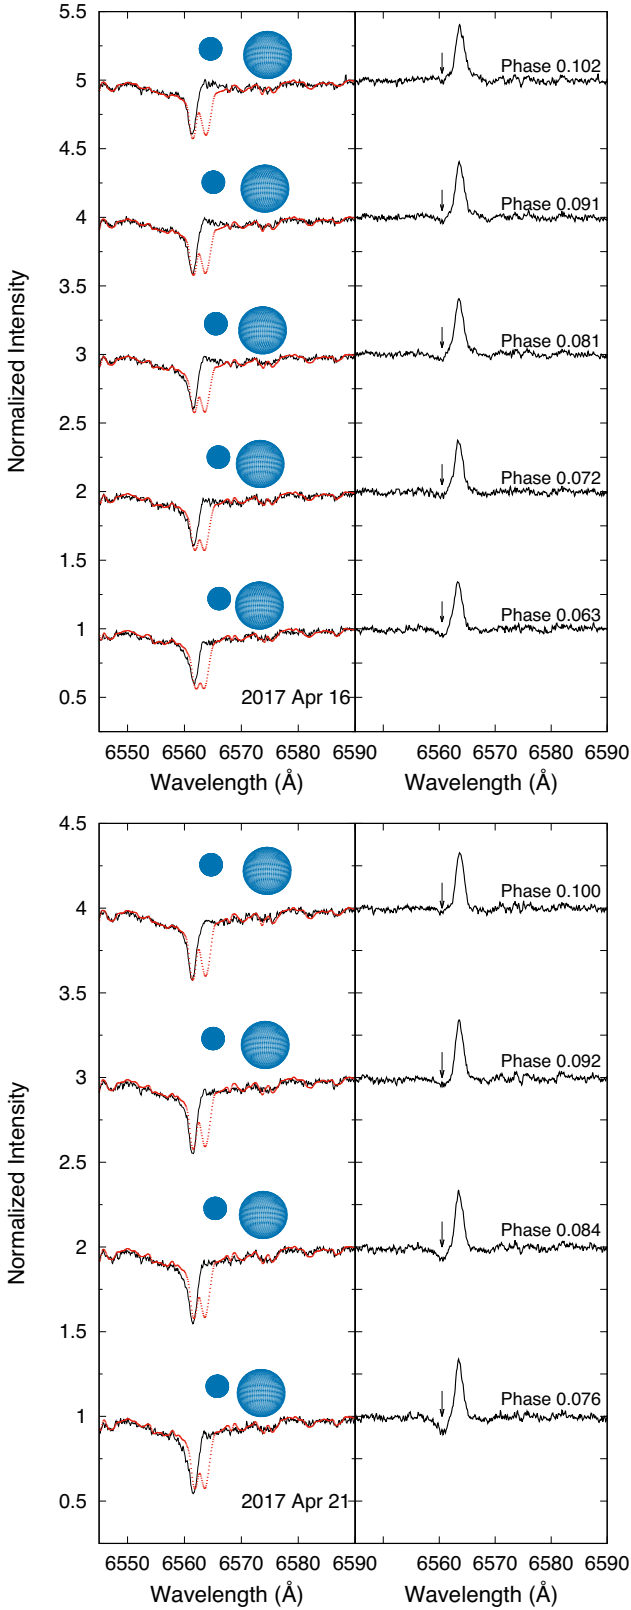 5.5
5
4.5
4
3.5
3
2.5
2
1.5
1
0.5
Normalized Intensity
Phase 0.102
Phase 0.091
Phase 0.081
Phase 0.072
Phase 0.063
2017 Apr 16
6550 6560 6570 6580 6590 6560 6570 6580 6590
Wavelength (Å) Wavelength (Å)
4.5
4
3.5
3
2.5
2
1.5
1
0.5
Normalized Intensity
Phase 0.100
Phase 0.092
Phase 0.084
Phase 0.076
2017 Apr 21
6550 6560 6570 6580 6590 6560 6570 6580 6590
Wavelength (Å) Wavelength (Å)